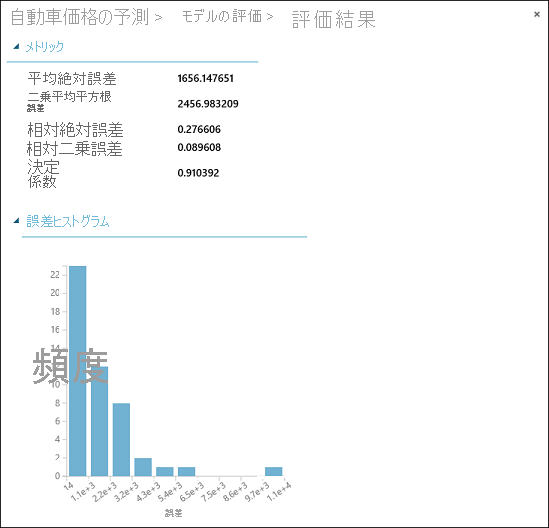 自動車価格の予測 > モデルの評価 > 評価結果
×
メトリック
平均絶対誤差 1656.147651
二乗平均平方根
誤差 2456.983209
相対絶対誤差 0.276606
相対二乗誤差 0.089608
決定
係数 0.910392
誤差ヒストグラム
22
20
18
16
14
12
10
8
6
4
2
0
頻度
14 1.1e+3 2.2e+3 3.2e+3 4.3e+3 5.4e+3 6.5e+3 7.5e+3 8.6e+3 9.7e+3 1.1e+4
誤差